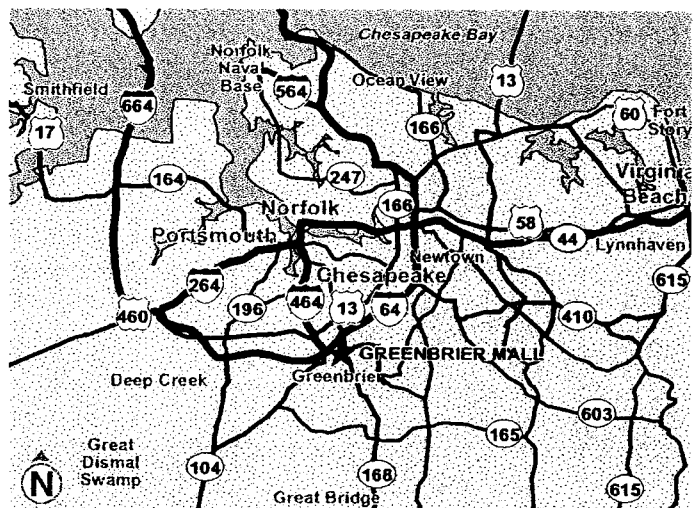 Chesapeake Bay
Norfolk
Naval
Base
Ocean View
13
Smithfield
664
564
60
Fort
Story
17
166
Virginia
Beach
164
247
Norfolk
166
58
44
Portsmouth
Newtown
Lynnhaven
Chesapeake
264
615
460
196
464
13
64
410
GREENBRIER MALL
Deep Creek
Greenbrier
603
Great
Dismal
Swamp
165
104
168
N
615
Great Bridge